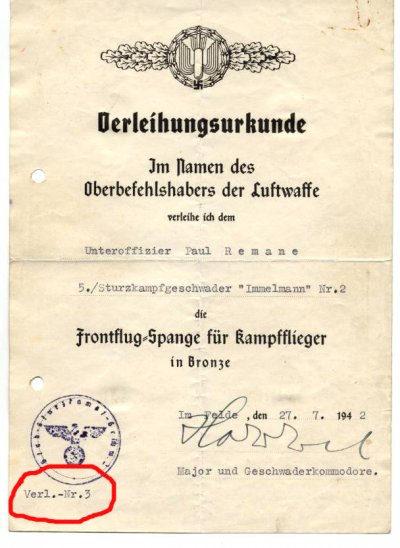 Verleihungsurkunde
Im Namen des
Oberbefehlshabers der Luftwaffe
verleihe ich dem
Unteroffizier Paul Remane
5./Sturzkampfgeschwader "Immelmann" Nr.2
die
Frontflug-Spange für Kampfflieger
in Bronze
Im Felde, den 27. 7. 1942
Major und Geschwaderkommodore.
Verl.-Nr.3